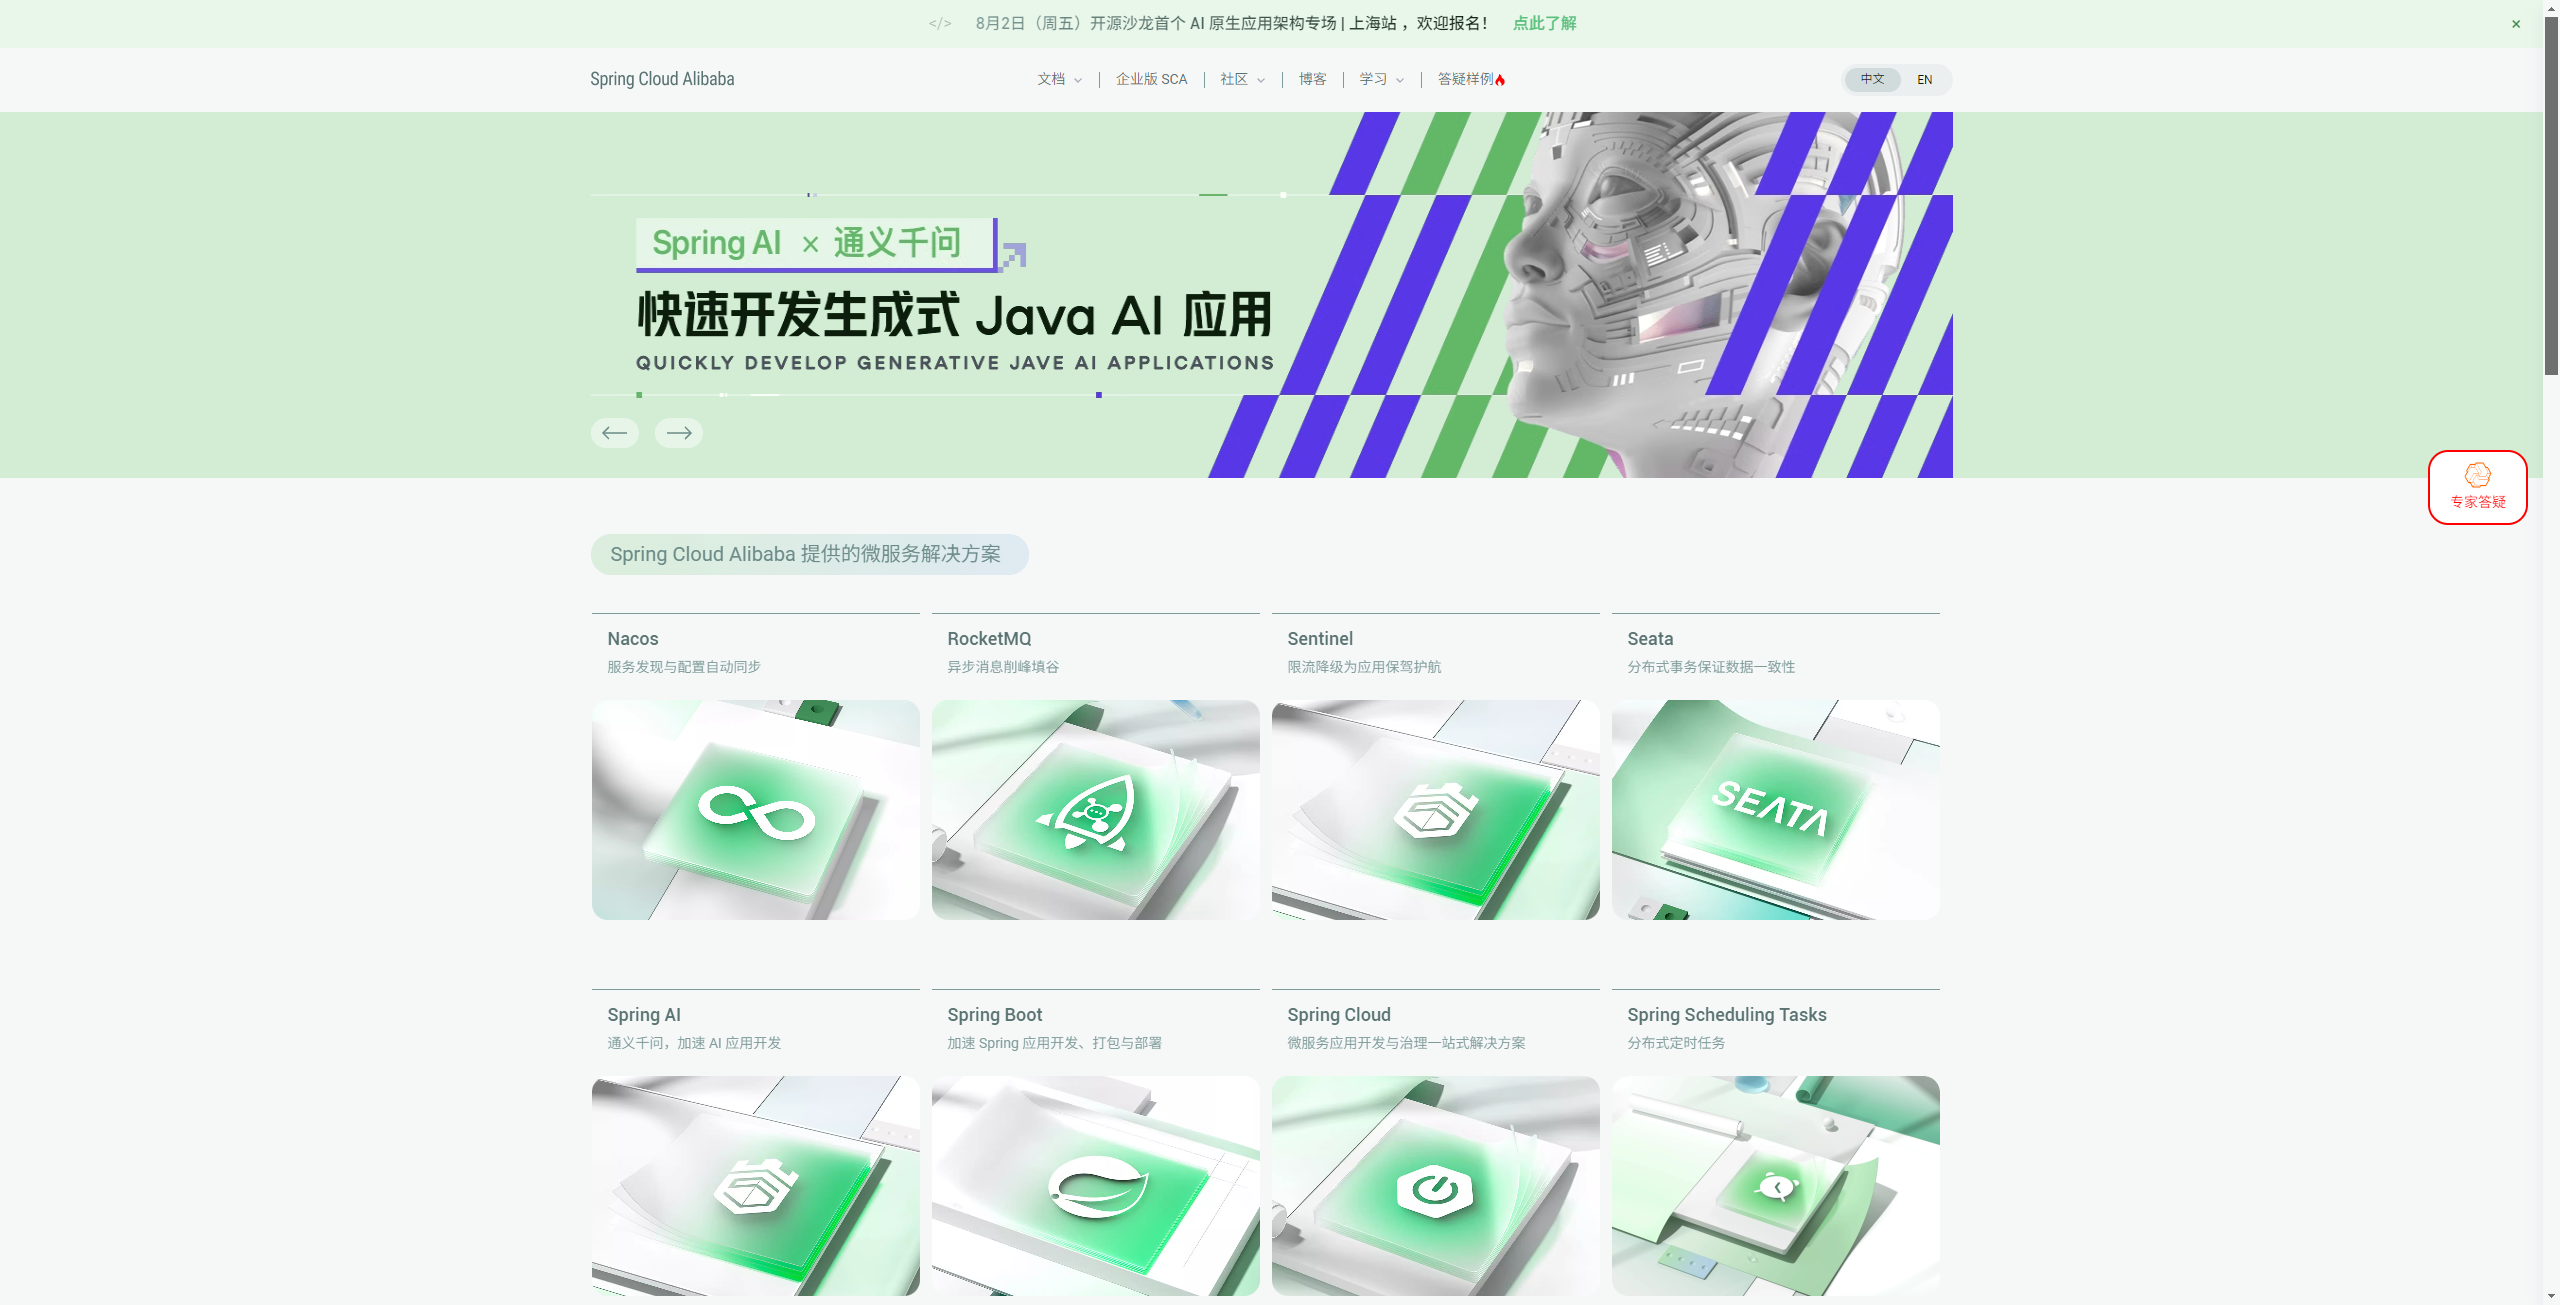 </> 8月2日（周五）开源沙龙首个 AI 原生应用架构专场 | 上海站 ，欢迎报名！ 点此了解 ×
Spring Cloud Alibaba 文档 企业版 SCA 社区 博客 学习 答疑样例 中文 EN
Spring AI × 通义千问
快速开发生成式 Java AI 应用
QUICKLY DEVELOP GENERATIVE JAVE AI APPLICATIONS
专家答疑
Spring Cloud Alibaba 提供的微服务解决方案
Nacos
服务发现与配置自动同步
RocketMQ
异步消息削峰填谷
Sentinel
限流降级为应用保驾护航
Seata
分布式事务保证数据一致性
SEATA
Spring AI
通义千问，加速 AI 应用开发
Spring Boot
加速 Spring 应用开发、打包与部署
Spring Cloud
微服务应用开发与治理一站式解决方案
Spring Scheduling Tasks
分布式定时任务